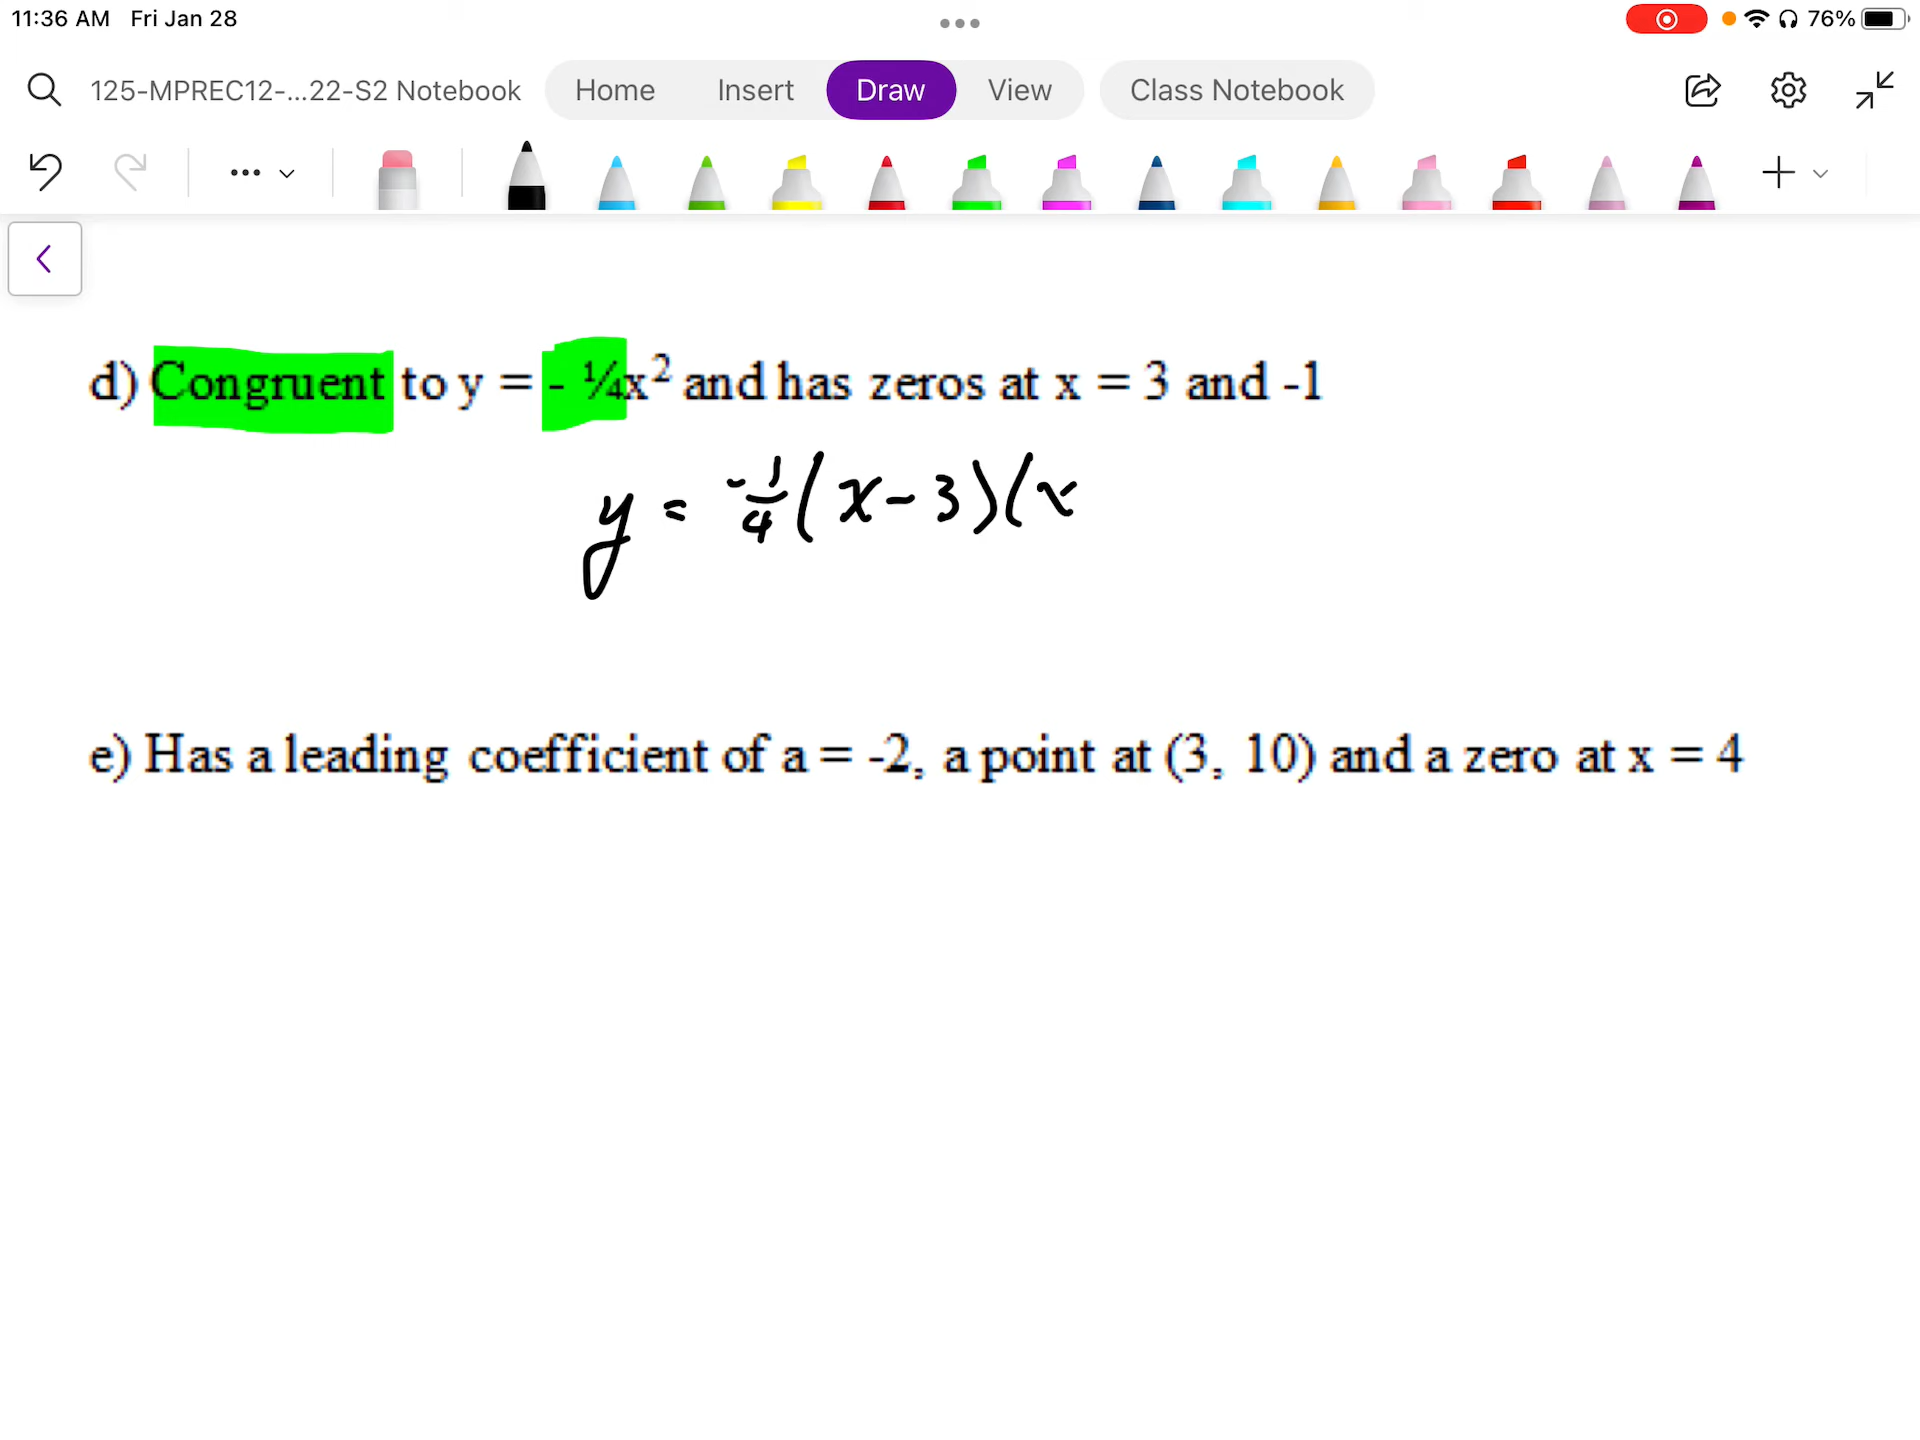 11:36 AM Fri Jan 28 76%
125-MPREC12-...22-S2 Notebook Home Insert Draw View Class Notebook
d) Congruent to y = - ¼x² and has zeros at x = 3 and -1
y = -1/4(x-3)(x
e) Has a leading coefficient of a = -2, a point at (3, 10) and a zero at x = 4